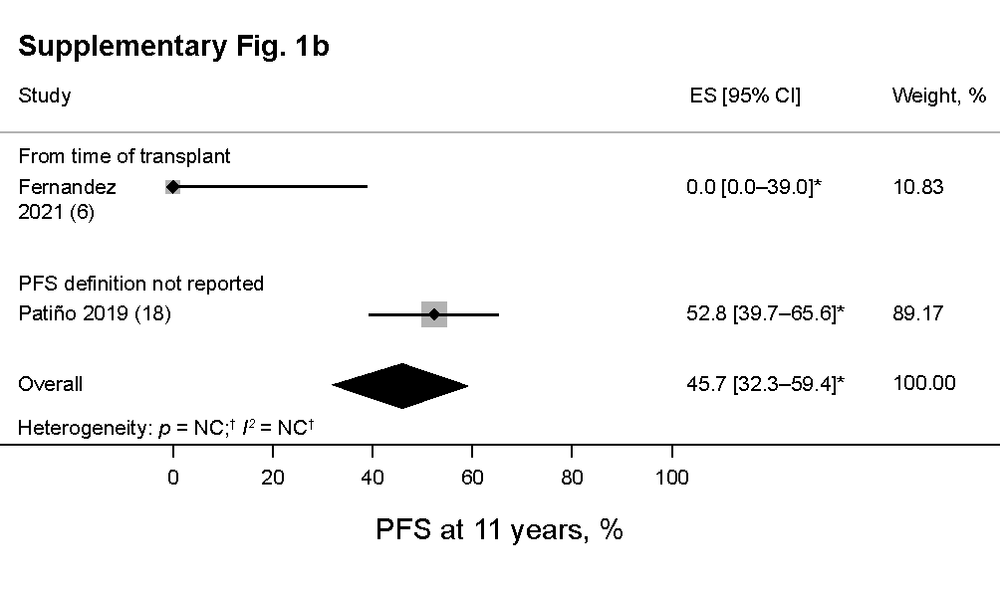 Supplementary Fig. 1b
Study ES [95% CI] Weight, %
From time of transplant
Fernandez 0.0 [0.0–39.0]* 10.83
2021 (6)
PFS definition not reported
Patiño 2019 (18) 52.8 [39.7–65.6]* 89.17
Overall 45.7 [32.3–59.4]* 100.00
Heterogeneity: p = NC;† I² = NC†
0 20 40 60 80 100
PFS at 11 years, %